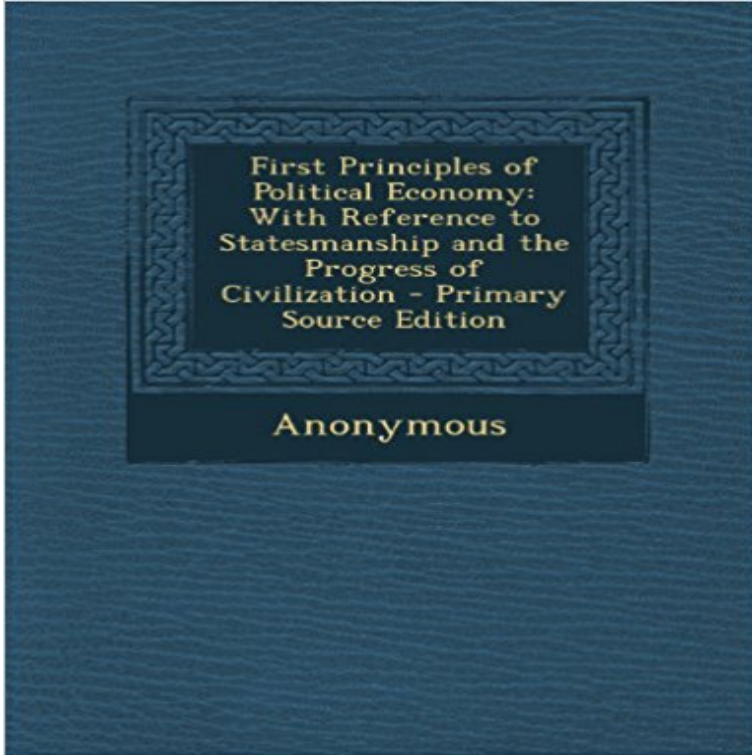 First Principles of
Political Economy:
With Reference to
Statesmanship and the
Progress of
Civilization - Primary
Source Edition
Anonymous